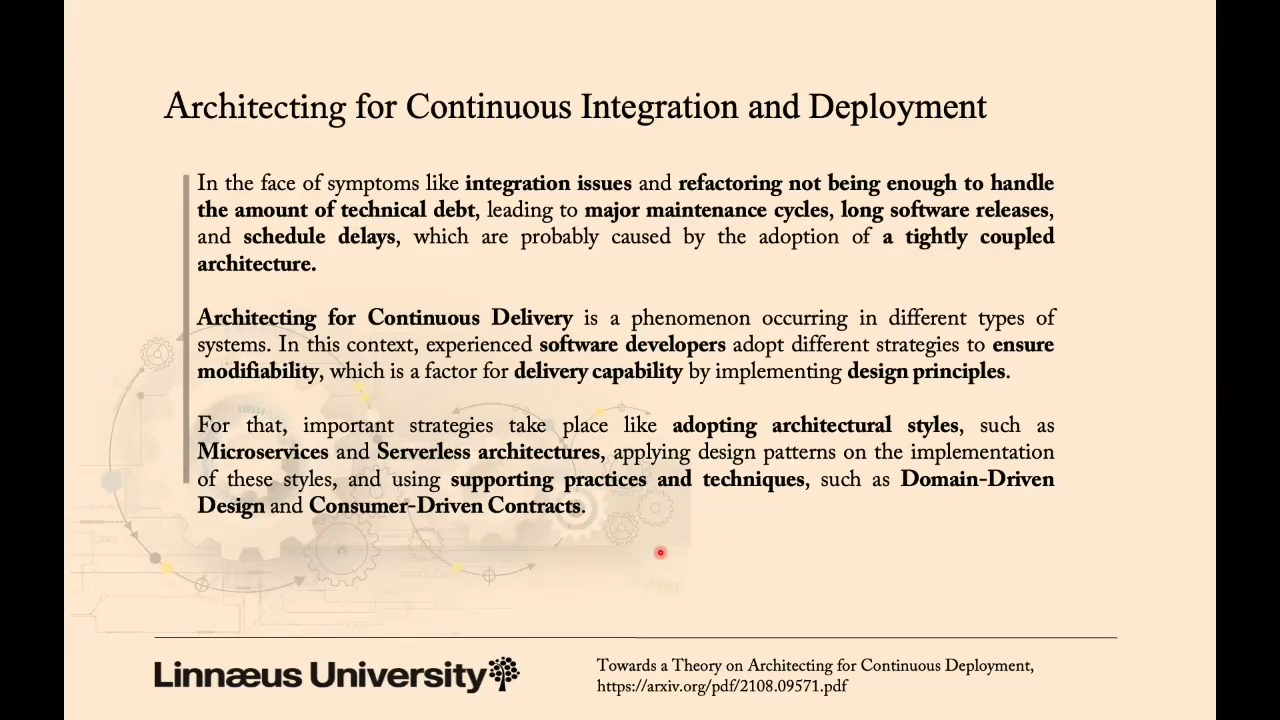 Architecting for Continuous Integration and Deployment
In the face of symptoms like integration issues and refactoring not being enough to handle
the amount of technical debt, leading to major maintenance cycles, long software releases,
and schedule delays, which are probably caused by the adoption of a tightly coupled
architecture.
Architecting for Continuous Delivery is a phenomenon occurring in different types of
systems. In this context, experienced software developers adopt different strategies to ensure
modifiability, which is a factor for delivery capability by implementing design principles.
For that, important strategies take place like adopting architectural styles, such as
Microservices and Serverless architectures, applying design patterns on the implementation
of these styles, and using supporting practices and techniques, such as Domain-Driven
Design and Consumer-Driven Contracts.
Linnæus University
Towards a Theory on Architecting for Continuous Deployment,
https://arxiv.org/pdf/2108.09571.pdf